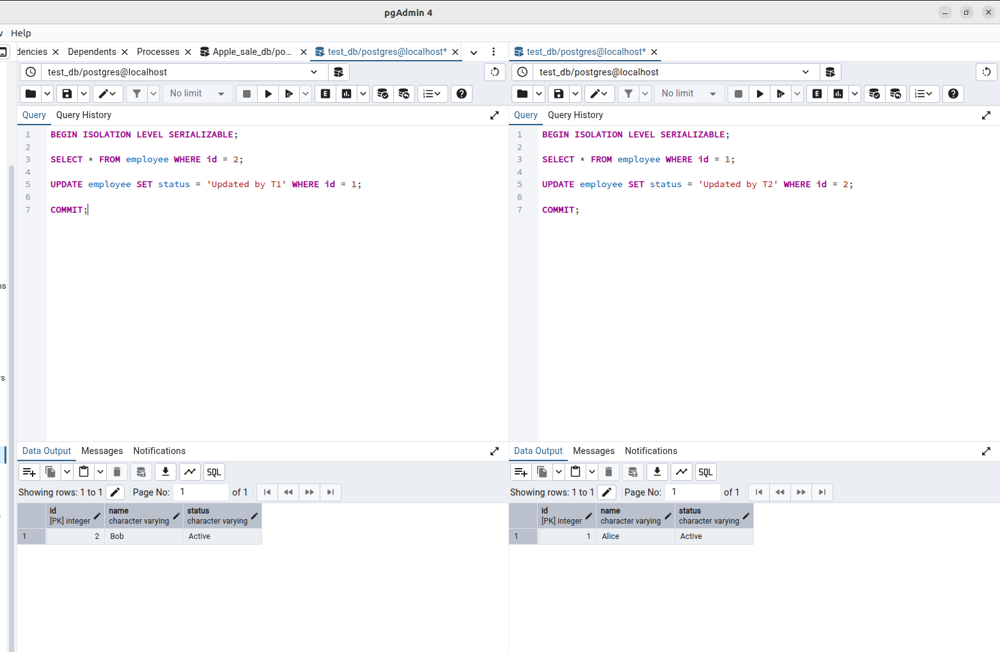 pgAdmin 4
Help
dencies Dependents Processes Apple_sale_db/po... test_db/postgres@localhost*
test_db/postgres@localhost
No limit
E
Query Query History
1 BEGIN ISOLATION LEVEL SERIALIZABLE;
2
3 SELECT * FROM employee WHERE id = 2;
4
5 UPDATE employee SET status = 'Updated by T1' WHERE id = 1;
6
7 COMMIT;
Data Output Messages Notifications
SQL
Showing rows: 1 to 1 Page No: 1 of 1
id name status
[PK] integer character varying character varying
1 2 Bob Active
test_db/postgres@localhost*
test_db/postgres@localhost
No limit
E
Query Query History
1 BEGIN ISOLATION LEVEL SERIALIZABLE;
2
3 SELECT * FROM employee WHERE id = 1;
4
5 UPDATE employee SET status = 'Updated by T2' WHERE id = 2;
6
7 COMMIT;
Data Output Messages Notifications
SQL
Showing rows: 1 to 1 Page No: 1 of 1
id name status
[PK] integer character varying character varying
1 1 Alice Active